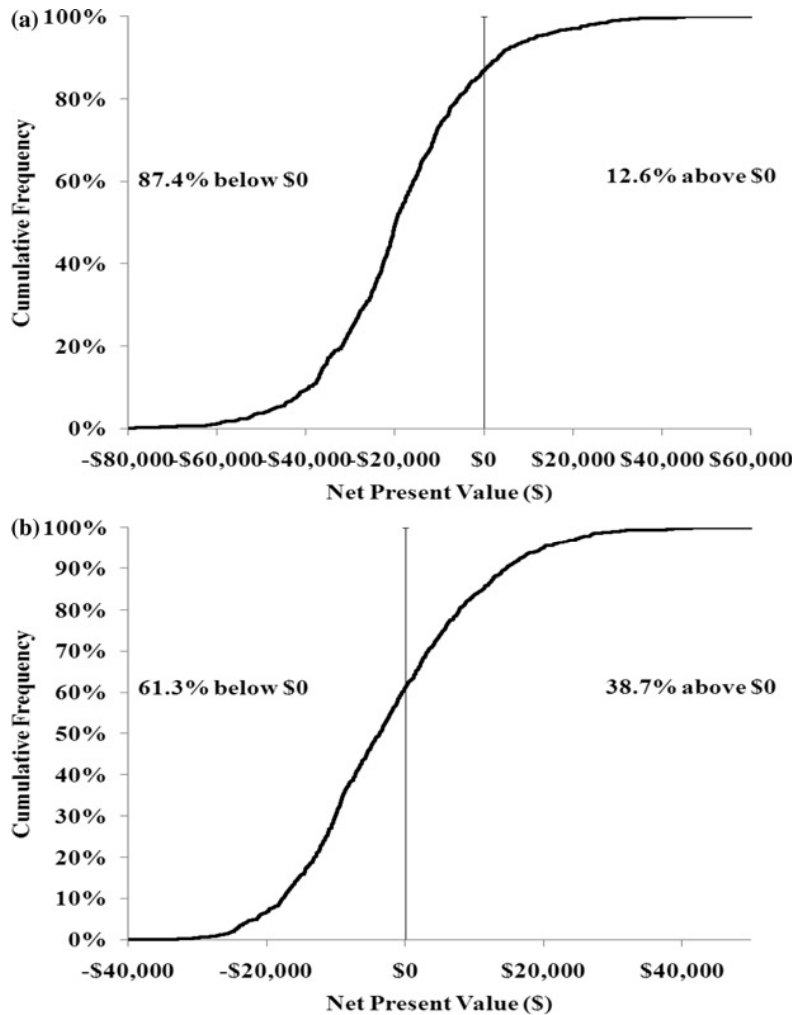 (a) 100%
80%
60%
40%
20%
0%
Cumulative Frequency
87.4% below $0
12.6% above $0
-$80,000 -$60,000 -$40,000 -$20,000 $0 $20,000 $40,000 $60,000
Net Present Value ($)
(b) 100%
90%
80%
70%
60%
50%
40%
30%
20%
10%
0%
Cumulative Frequency
61.3% below $0
38.7% above $0
-$40,000 -$20,000 $0 $20,000 $40,000
Net Present Value ($)